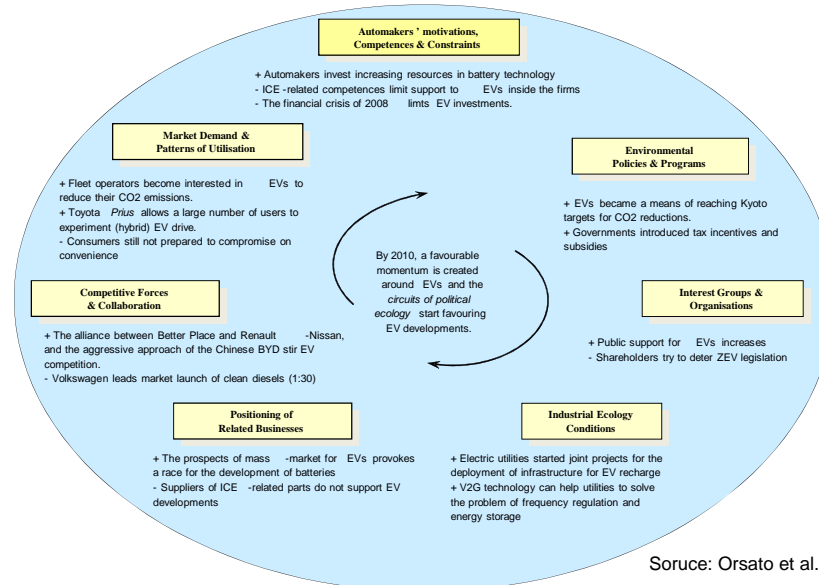 Automakers ' motivations,
Competences & Constraints
+ Automakers invest increasing resources in battery technology
- ICE -related competences limit support to EVs inside the firms
- The financial crisis of 2008 limts EV investments.
Market Demand &
Patterns of Utilisation
+ Fleet operators become interested in EVs to
reduce their CO2 emissions.
+ Toyota Prius allows a large number of users to
experiment (hybrid) EV drive.
- Consumers still not prepared to compromise on
convenience
Environmental
Policies & Programs
+ EVs became a means of reaching Kyoto
targets for CO2 reductions.
+ Governments introduced tax incentives and
subsidies
By 2010, a favourable
momentum is created
around EVs and the
circuits of political
ecology start favouring
EV developments.
Competitive Forces
& Collaboration
+ The alliance between Better Place and Renault -Nissan,
and the aggressive approach of the Chinese BYD stir EV
competition.
- Volkswagen leads market launch of clean diesels (1:30)
Interest Groups &
Organisations
+ Public support for EVs increases
- Shareholders try to deter ZEV legislation
Positioning of
Related Businesses
+ The prospects of mass -market for EVs provokes
a race for the development of batteries
- Suppliers of ICE -related parts do not support EV
developments
Industrial Ecology
Conditions
+ Electric utilities started joint projects for the
deployment of infrastructure for EV recharge
+ V2G technology can help utilities to solve
the problem of frequency regulation and
energy storage
Soruce: Orsato et al.